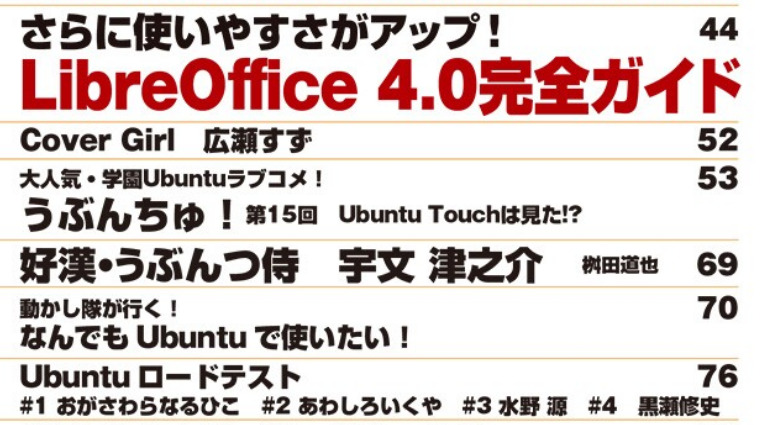 さらに使いやすさがアップ！ 44
LibreOffice 4.0完全ガイド
Cover Girl 広瀬すず 52
大人気・学園Ubuntuラブコメ！ 53
うぶんちゅ！ 第15回 Ubuntu Touchは見た!?
好漢・うぶんつ侍 宇文 津之介 桝田道也 69
動かし隊が行く！ 70
なんでも Ubuntu で使いたい！
Ubuntu ロードテスト 76
#1 おがさわらなるひこ #2 あわしろいくや #3 水野 源 #4 黒瀬修史